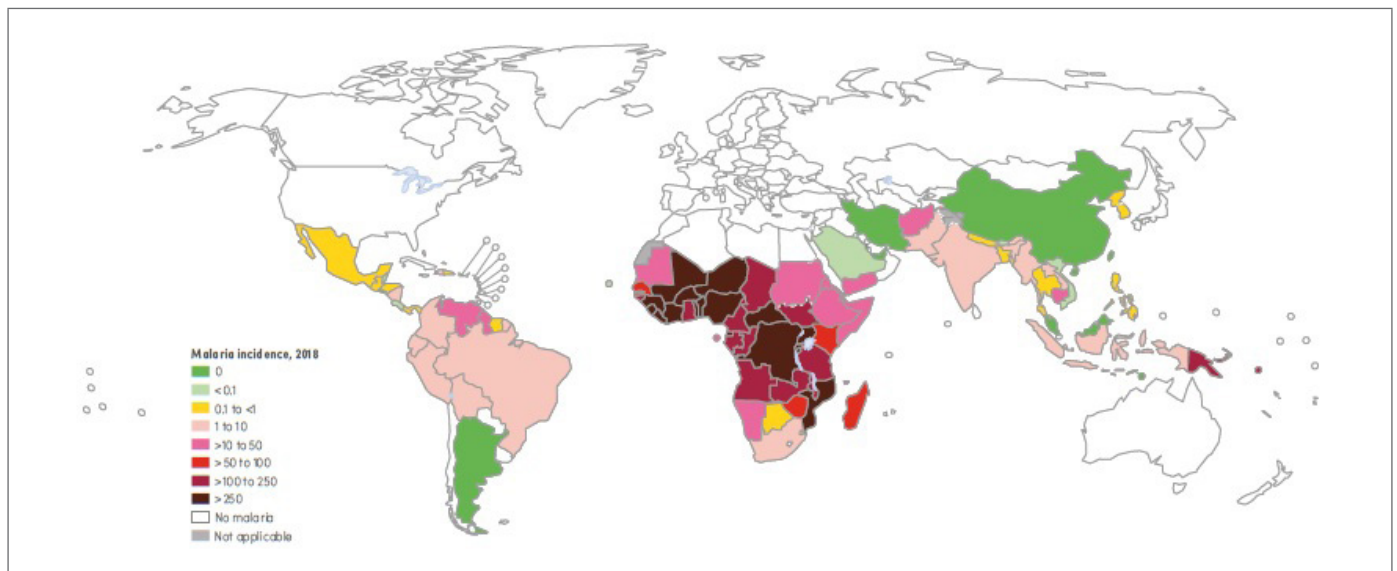 Malaria incidence, 2018
0
<0.1
0.1 to <1
1 to 10
>10 to 50
>50 to 100
>100 to 250
>250
No malaria
Not applicable